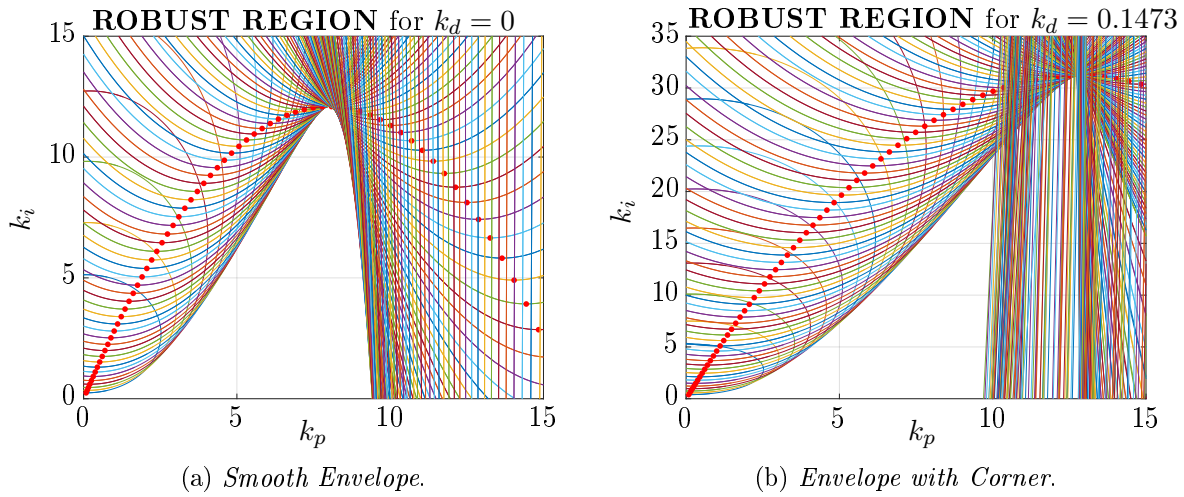 ROBUST REGION for k_d = 0
15
10
5
0
k_i
0 5 10 15
k_p
(a) Smooth Envelope.
ROBUST REGION for k_d = 0.1473
35
30
25
20
15
10
5
0
k_i
0 5 10 15
k_p
(b) Envelope with Corner.